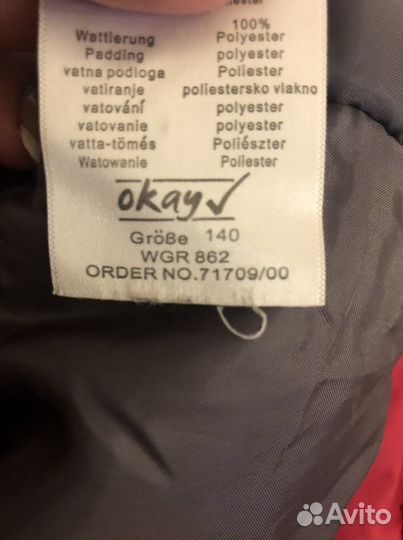 100%
Wattierung Polyester
Padding polyester
vatna podloga Poliester
vatiranje poliestersko vlakno
vatování polyester
vatovanie polyester
vatta-tömés Poliészter
Watowanie Poliester
okay
Größe 140
WGR 862
ORDER NO.71709/00
Avito